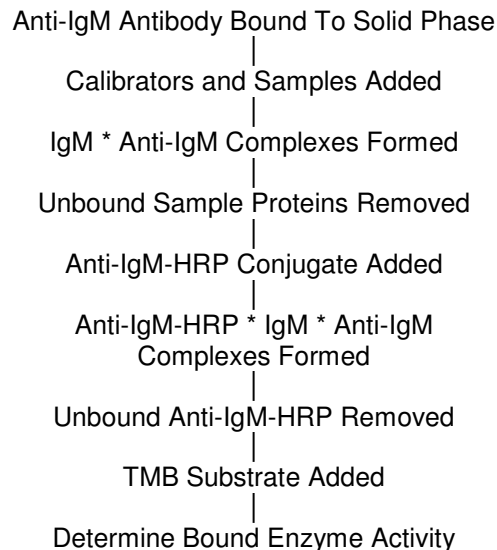 Anti-IgM Antibody Bound To Solid Phase
Calibrators and Samples Added
IgM * Anti-IgM Complexes Formed
Unbound Sample Proteins Removed
Anti-IgM-HRP Conjugate Added
Anti-IgM-HRP * IgM * Anti-IgM
Complexes Formed
Unbound Anti-IgM-HRP Removed
TMB Substrate Added
Determine Bound Enzyme Activity